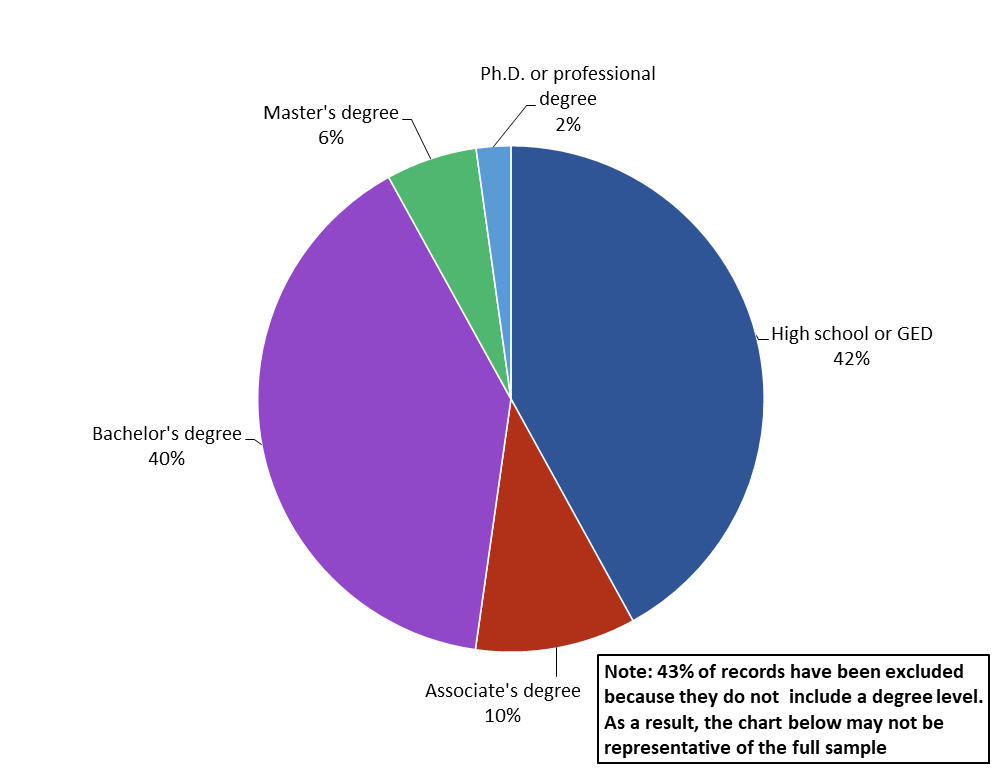 Ph.D. or professional
degree
2%
Master's degree
6%
High school or GED
42%
Bachelor's degree
40%
Associate's degree
10%
Note: 43% of records have been excluded
because they do not  include a degree level.
As a result, the chart below may not be
representative of the full sample